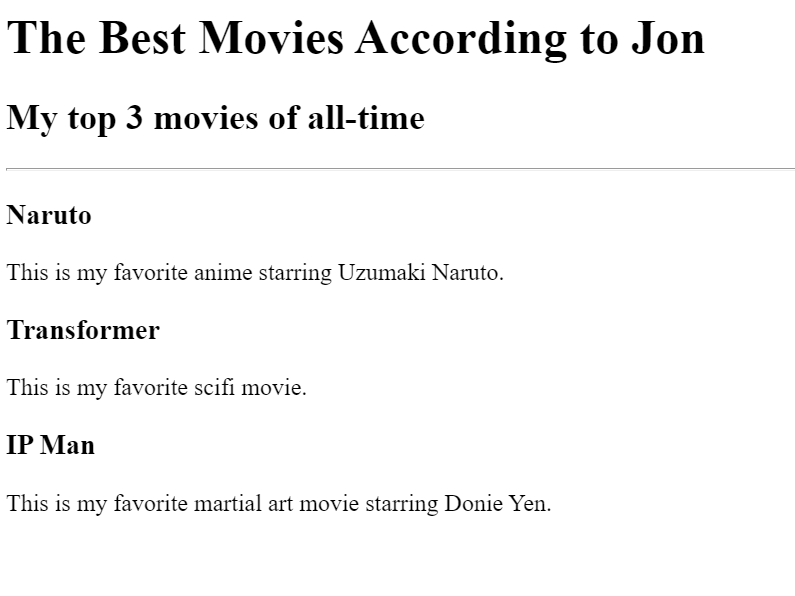 The Best Movies According to Jon
My top 3 movies of all-time
Naruto
This is my favorite anime starring Uzumaki Naruto.
Transformer
This is my favorite scifi movie.
IP Man
This is my favorite martial art movie starring Donie Yen.